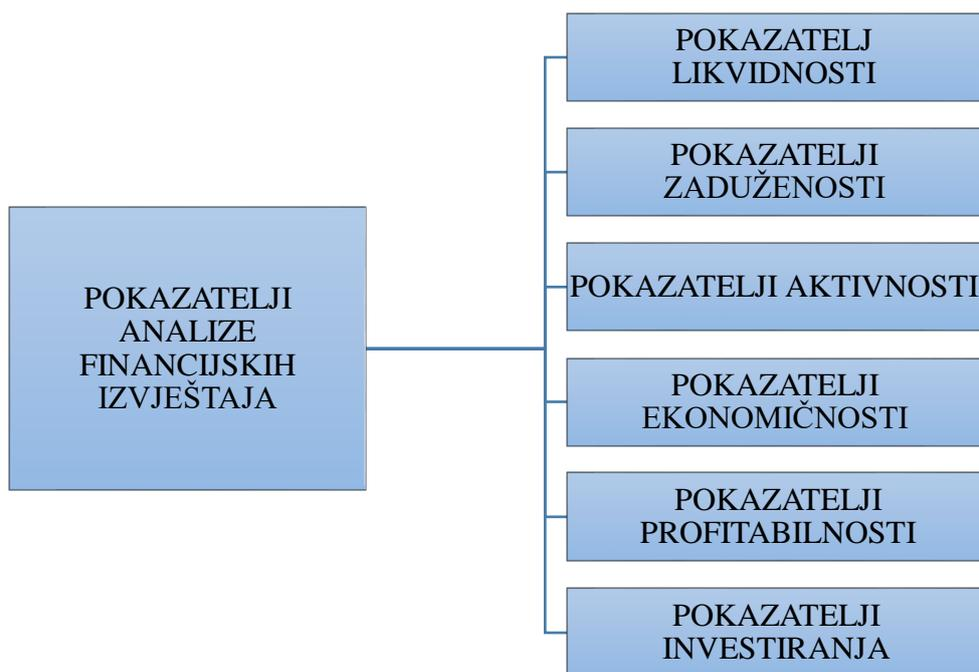 POKAZATELJI
ANALIZE
FINANCIJSKIH
IZVJEŠTAJA
POKAZATELJ
LIKVIDNOSTI
POKAZATELJI
ZADUŽENOSTI
POKAZATELJI AKTIVNOSTI
POKAZATELJI
EKONOMIČNOSTI
POKAZATELJI
PROFITABILNOSTI
POKAZATELJI
INVESTIRANJA